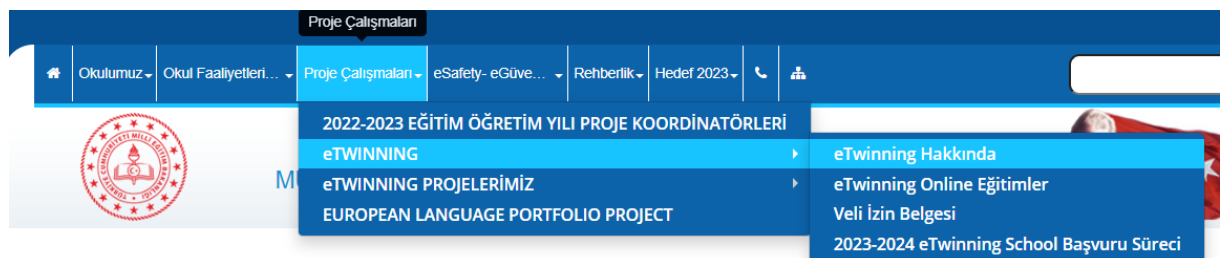 Proje Çalışmaları
Okulumuz Okul Faaliyetleri... Proje Çalışmaları eSafety- eGüve... Rehberlik Hedef 2023
2022-2023 EĞİTİM ÖĞRETİM YILI PROJE KOORDİNATÖRLERİ
eTWINNING
eTwinning Hakkında
M
eTWINNING PROJELERİMİZ
eTwinning Online Eğitimler
EUROPEAN LANGUAGE PORTFOLIO PROJECT
Veli İzin Belgesi
2023-2024 eTwinning School Başvuru Süreci